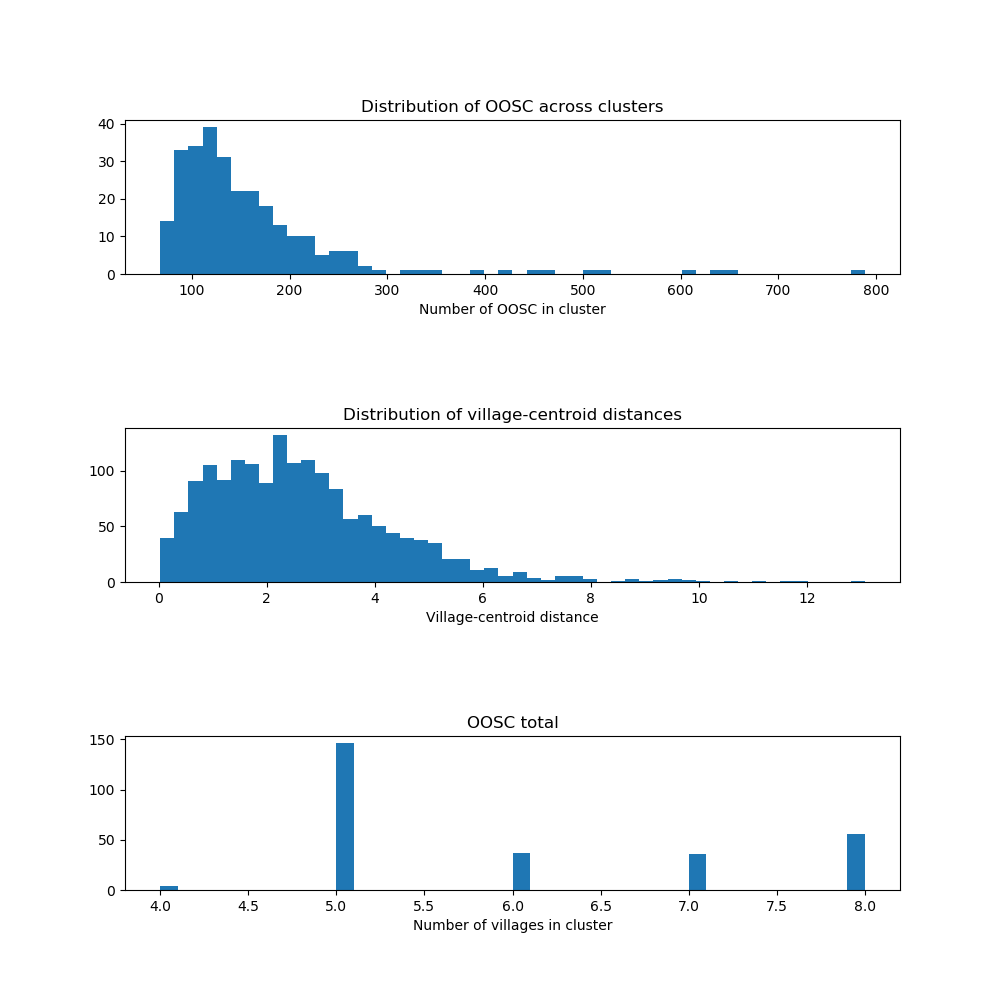 Distribution of OOSC across clusters
40
30
20
10
0
100 200 300 400 500 600 700 800
Number of OOSC in cluster
Distribution of village-centroid distances
100
50
0
0 2 4 6 8 10 12
Village-centroid distance
OOSC total
150
100
50
0
4.0 4.5 5.0 5.5 6.0 6.5 7.0 7.5 8.0
Number of villages in cluster